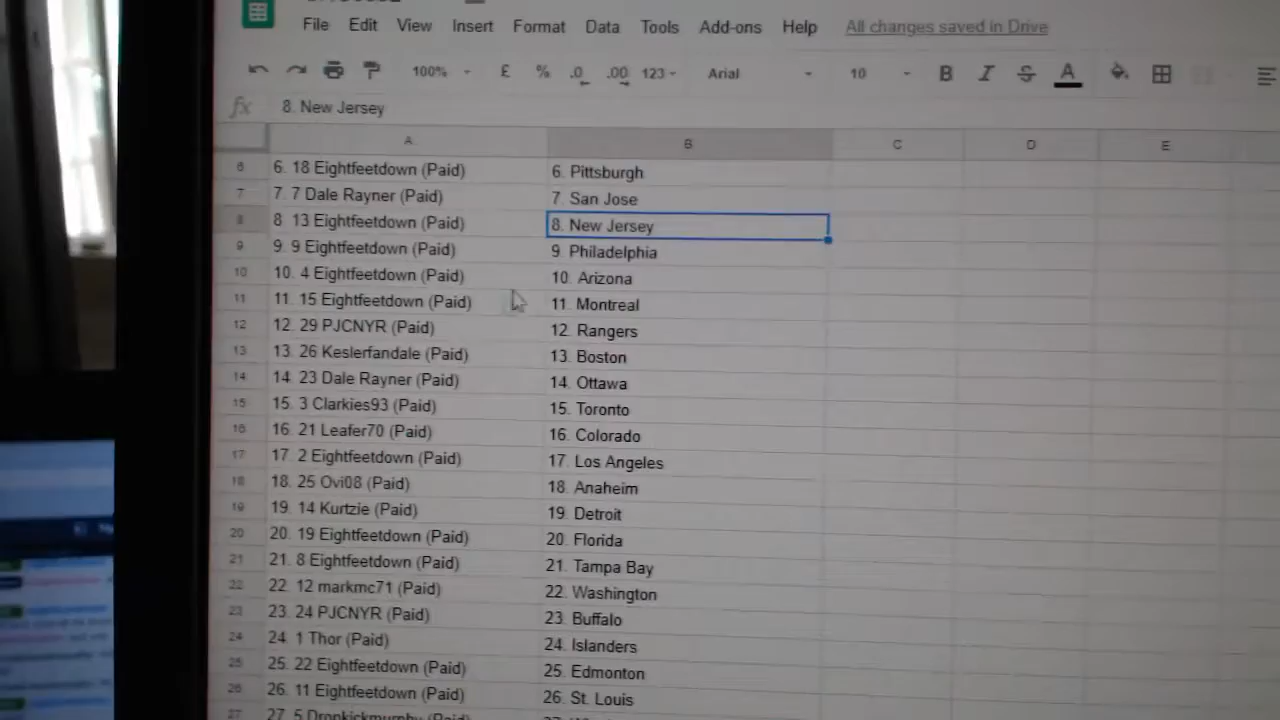 File Edit View Insert Format Data Tools Add-ons Help All changes saved in Drive
100% £ % .0 .00 123 Arial 10 B I S A
fx 8. New Jersey
A B C D E
6 6. 18 Eightfeetdown (Paid) 6. Pittsburgh
7 7. 7 Dale Rayner (Paid) 7. San Jose
8 8. 13 Eightfeetdown (Paid) 8. New Jersey
9 9. 9 Eightfeetdown (Paid) 9. Philadelphia
10 10. 4 Eightfeetdown (Paid) 10. Arizona
11 11. 15 Eightfeetdown (Paid) 11. Montreal
12 12. 29 PJCNYR (Paid) 12. Rangers
13 13. 26 Keslerfandale (Paid) 13. Boston
14 14. 23 Dale Rayner (Paid) 14. Ottawa
15 15. 3 Clarkies93 (Paid) 15. Toronto
16 16. 21 Leafer70 (Paid) 16. Colorado
17 17. 2 Eightfeetdown (Paid) 17. Los Angeles
18 18. 25 Ovi08 (Paid) 18. Anaheim
19 19. 14 Kurtzie (Paid) 19. Detroit
20 20. 19 Eightfeetdown (Paid) 20. Florida
21 21. 8 Eightfeetdown (Paid) 21. Tampa Bay
22 22. 12 markmc71 (Paid) 22. Washington
23 23. 24 PJCNYR (Paid) 23. Buffalo
24 24. 1 Thor (Paid) 24. Islanders
25 25. 22 Eightfeetdown (Paid) 25. Edmonton
26 26. 11 Eightfeetdown (Paid) 26. St. Louis
27 27. 5 Dropkickmurphy (Paid)